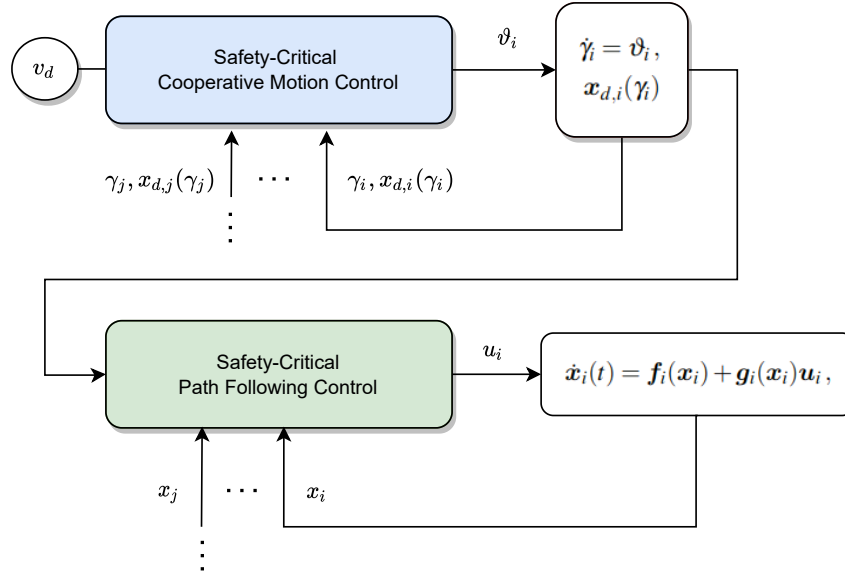 v_d
Safety-Critical
Cooperative Motion Control
ϑ_i
γ̇_i = ϑ_i ,
x_{d,i}(γ_i)
γ_j, x_{d,j}(γ_j)
···
γ_i, x_{d,i}(γ_i)
Safety-Critical
Path Following Control
u_i
ẋ_i(t) = f_i(x_i) + g_i(x_i)u_i ,
x_j
···
x_i